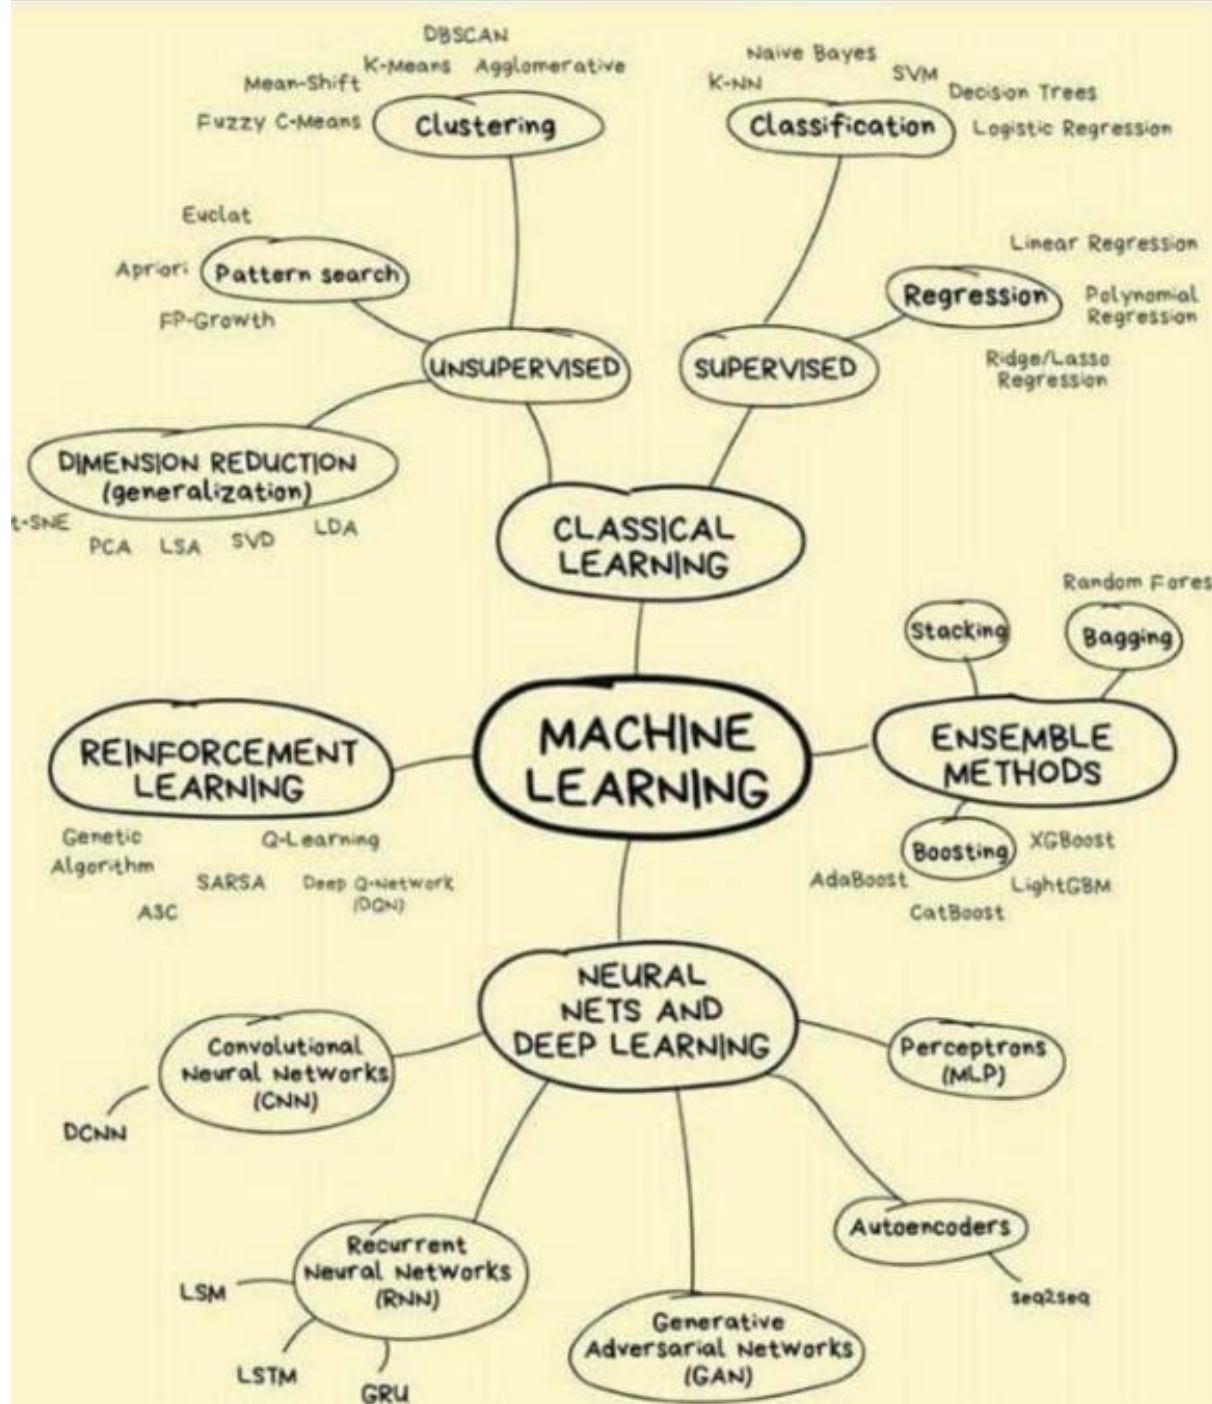 DBSCAN
K-Means
Agglomerative
Mean-Shift
Fuzzy C-Means
Clustering
Naive Bayes
K-NN
SVM
Decision Trees
Classification
Logistic Regression
Euclat
Apriori
Pattern search
FP-Growth
Linear Regression
Regression
Polynomial
Regression
Ridge/Lasso
Regression
UNSUPERVISED
SUPERVISED
DIMENSION REDUCTION
(generalization)
t-SNE
PCA
LSA
SVD
LDA
CLASSICAL
LEARNING
Random Fores
Stacking
Bagging
REINFORCEMENT
LEARNING
MACHINE
LEARNING
ENSEMBLE
METHODS
Genetic
Algorithm
Q-Learning
SARSA
Deep Q-Network
(DQN)
A3C
Boosting
XGBoost
AdaBoost
LightGBM
CatBoost
NEURAL
NETS AND
DEEP LEARNING
Convolutional
Neural Networks
(CNN)
DCNN
Perceptrons
(MLP)
Autoencoders
seq2seq
Recurrent
Neural Networks
(RNN)
LSM
LSTM
GRU
Generative
Adversarial Networks
(GAN)